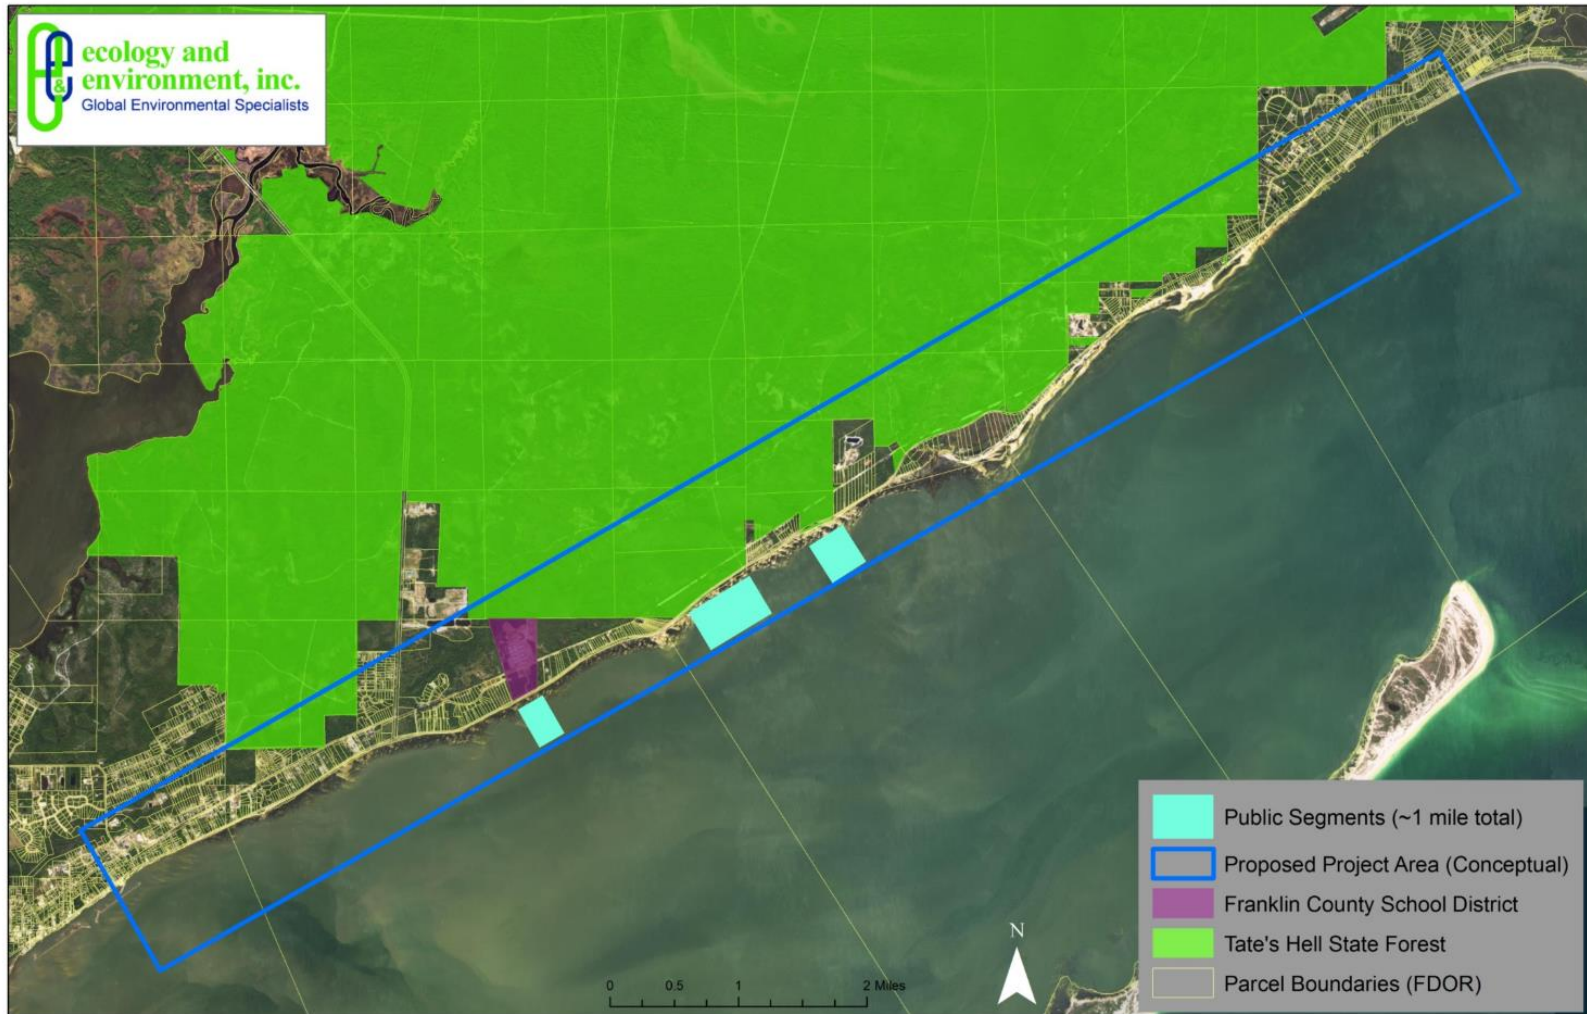 ecology and
environment, inc.
Global Environmental Specialists
Public Segments (~1 mile total)
Proposed Project Area (Conceptual)
Franklin County School District
Tate's Hell State Forest
Parcel Boundaries (FDOR)
N
0 0.5 1 2 Miles